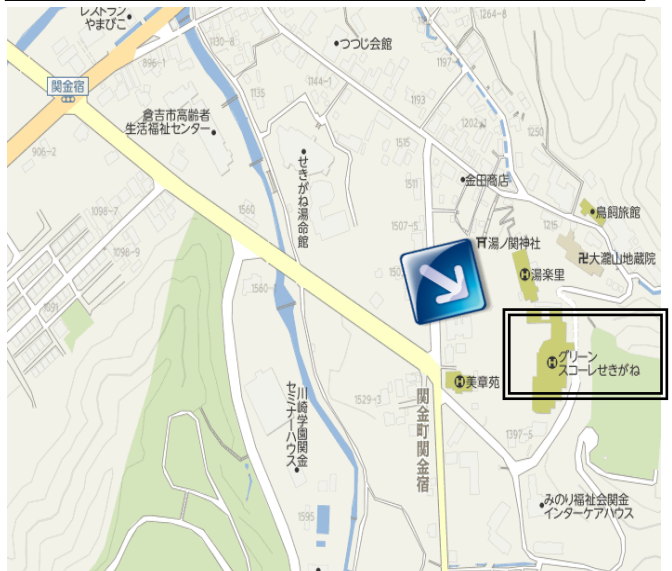 レストラン
やまびこ
1264-8
1130-8
つつじ会館
896-1
1197-1
関金宿
1144-1
1135
1193
倉吉市高齢者
生活福祉センター
1202-1
1250
906-2
1515
せきがね湯命館
1511
金田商店
1098-7
1560
1507-5
鳥飼旅館
1215
1098-9
湯ノ関神社
卍大瀧山地蔵院
湯楽里
1560-1
1091
グリーン
スコーレせきがね
美章苑
川崎学園関金
セミナーハウス
1529-3
関金町関金宿
1397-5
みのり福祉会関金
インターケアハウス
1595